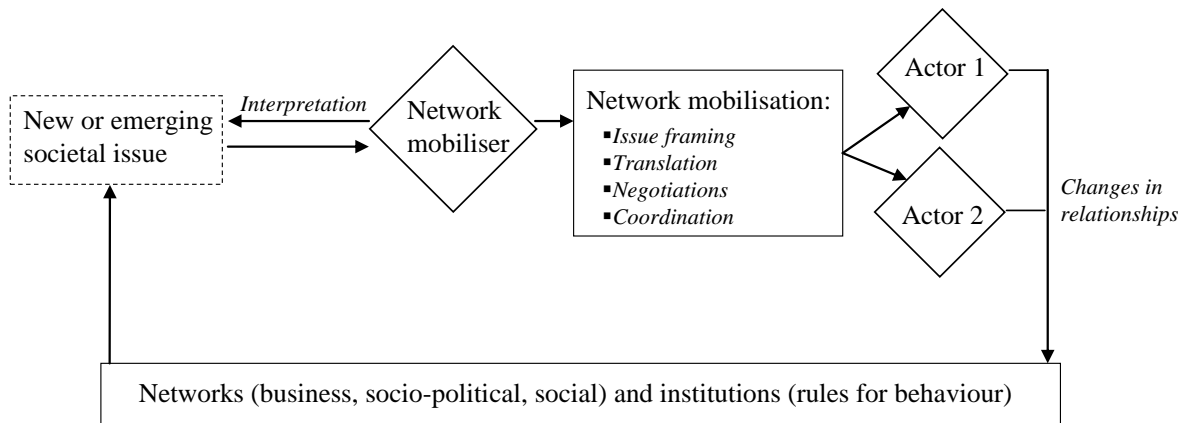 New or emerging
societal issue
Interpretation
Network
mobiliser
Network mobilisation:
▪Issue framing
▪Translation
▪Negotiations
▪Coordination
Actor 1
Actor 2
Changes in
relationships
Networks (business, socio-political, social) and institutions (rules for behaviour)